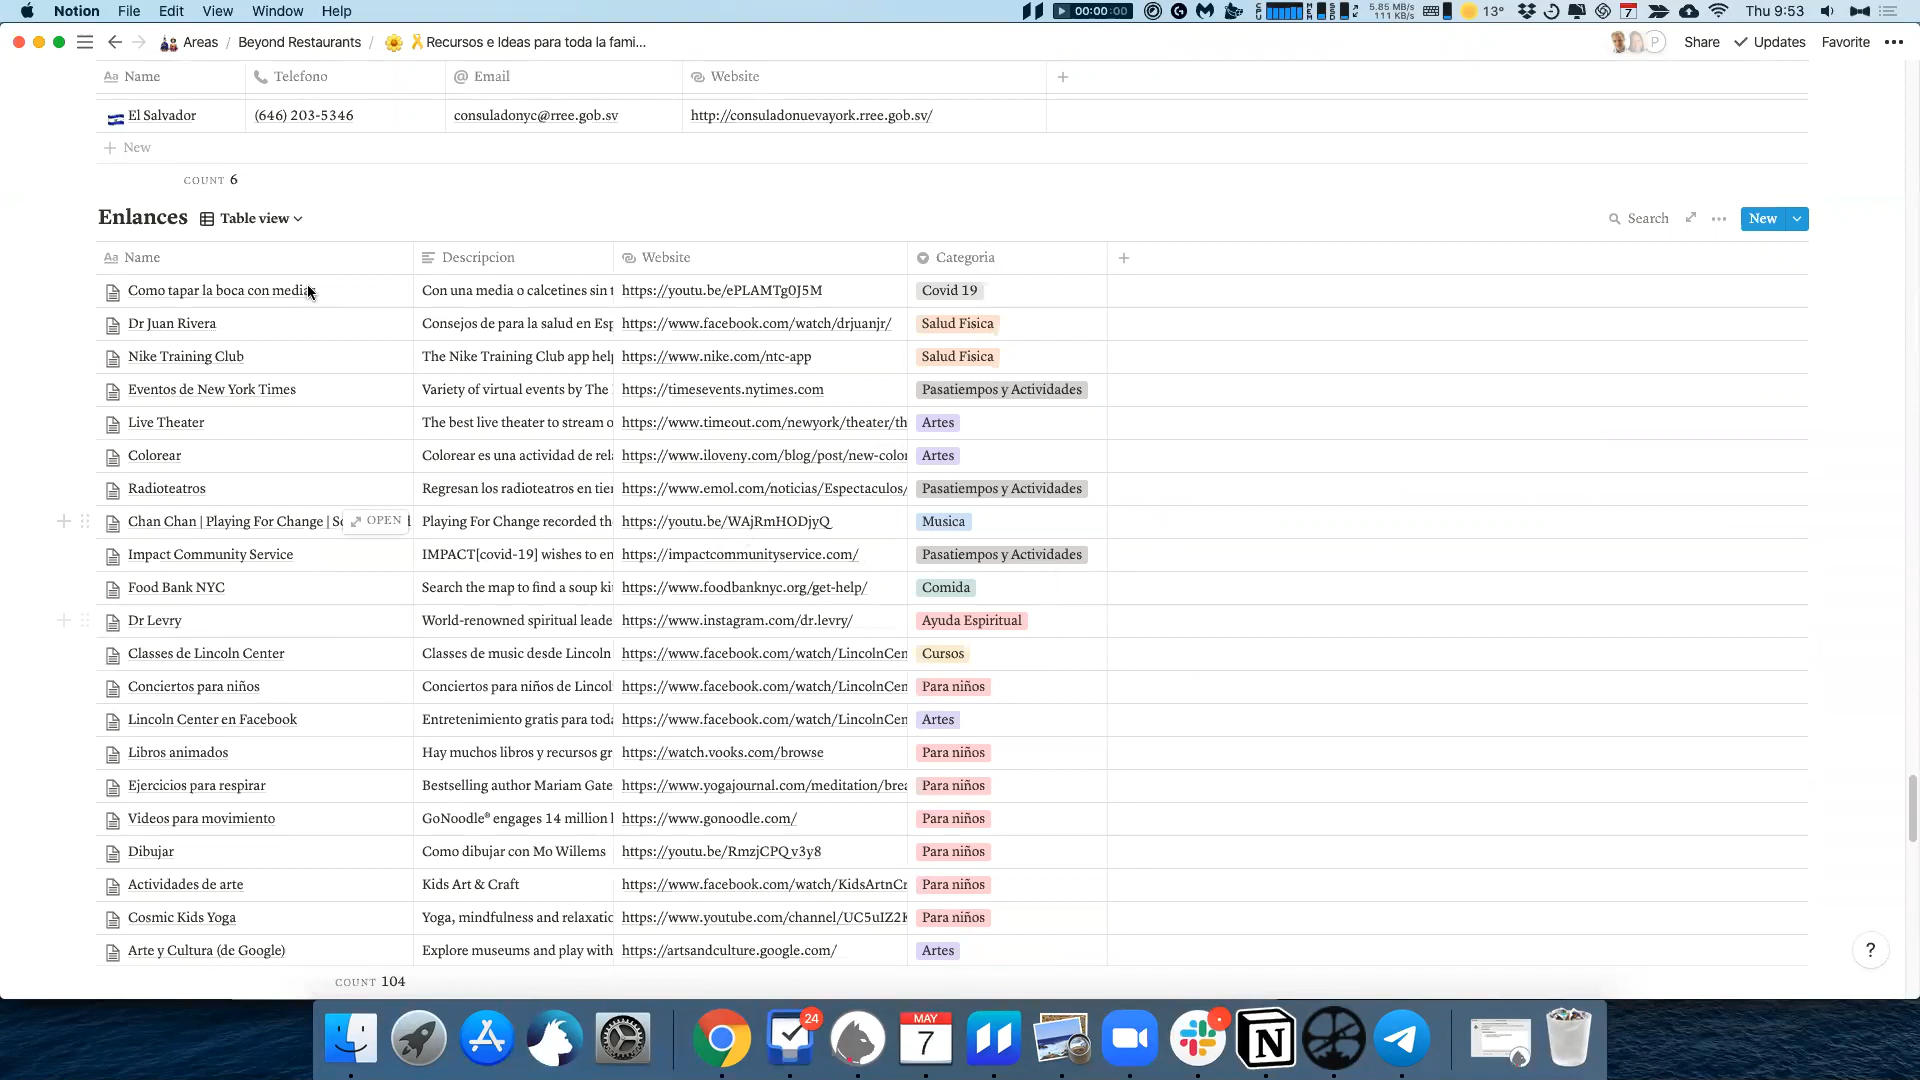 Notion File Edit View Window Help 00:00:00 5.85 MB/s 111 KB/s 13° Thu 9:53
Areas / Beyond Restaurants / Recursos e Ideas para toda la fami... P Share Updates Favorite
Aa Name Telefono @ Email Website
El Salvador (646) 203-5346 consuladonyc@rree.gob.sv http://consuladonuevayork.rree.gob.sv/
New
COUNT 6
Enlances Table view Search New
Aa Name Descripcion Website Categoria
Como tapar la boca con medias Con una media o calcetines sin t https://youtu.be/ePLAMTg0J5M Covid 19
Dr Juan Rivera Consejos de para la salud en Esp https://www.facebook.com/watch/drjuanjr/ Salud Fisica
Nike Training Club The Nike Training Club app help https://www.nike.com/ntc-app Salud Fisica
Eventos de New York Times Variety of virtual events by The https://timesevents.nytimes.com Pasatiempos y Actividades
Live Theater The best live theater to stream o https://www.timeout.com/newyork/theater/th Artes
Colorear Colorear es una actividad de rela https://www.iloveny.com/blog/post/new-color Artes
Radioteatros Regresan los radioteatros en tie https://www.emol.com/noticias/Espectaculos/ Pasatiempos y Actividades
Chan Chan | Playing For Change | So OPEN Playing For Change recorded th https://youtu.be/WAjRmHODjyQ Musica
Impact Community Service IMPACT[covid-19] wishes to en https://impactcommunityservice.com/ Pasatiempos y Actividades
Food Bank NYC Search the map to find a soup ki https://www.foodbanknyc.org/get-help/ Comida
Dr Levry World-renowned spiritual leade https://www.instagram.com/dr.levry/ Ayuda Espiritual
Classes de Lincoln Center Classes de music desde Lincoln https://www.facebook.com/watch/LincolnCen Cursos
Conciertos para niños Conciertos para niños de Lincol https://www.facebook.com/watch/LincolnCen Para niños
Lincoln Center en Facebook Entretenimiento gratis para toda https://www.facebook.com/watch/LincolnCen Artes
Libros animados Hay muchos libros y recursos gr https://watch.vooks.com/browse Para niños
Ejercicios para respirar Bestselling author Mariam Gate https://www.yogajournal.com/meditation/brea Para niños
Videos para movimiento GoNoodle® engages 14 million https://www.gonoodle.com/ Para niños
Dibujar Como dibujar con Mo Willems https://youtu.be/RmzjCPQv3y8 Para niños
Actividades de arte Kids Art & Craft https://www.facebook.com/watch/KidsArtnCr Para niños
Cosmic Kids Yoga Yoga, mindfulness and relaxatio https://www.youtube.com/channel/UC5uIZ2K Para niños
Arte y Cultura (de Google) Explore museums and play with https://artsandculture.google.com/ Artes
COUNT 104
?
24
MAY
7